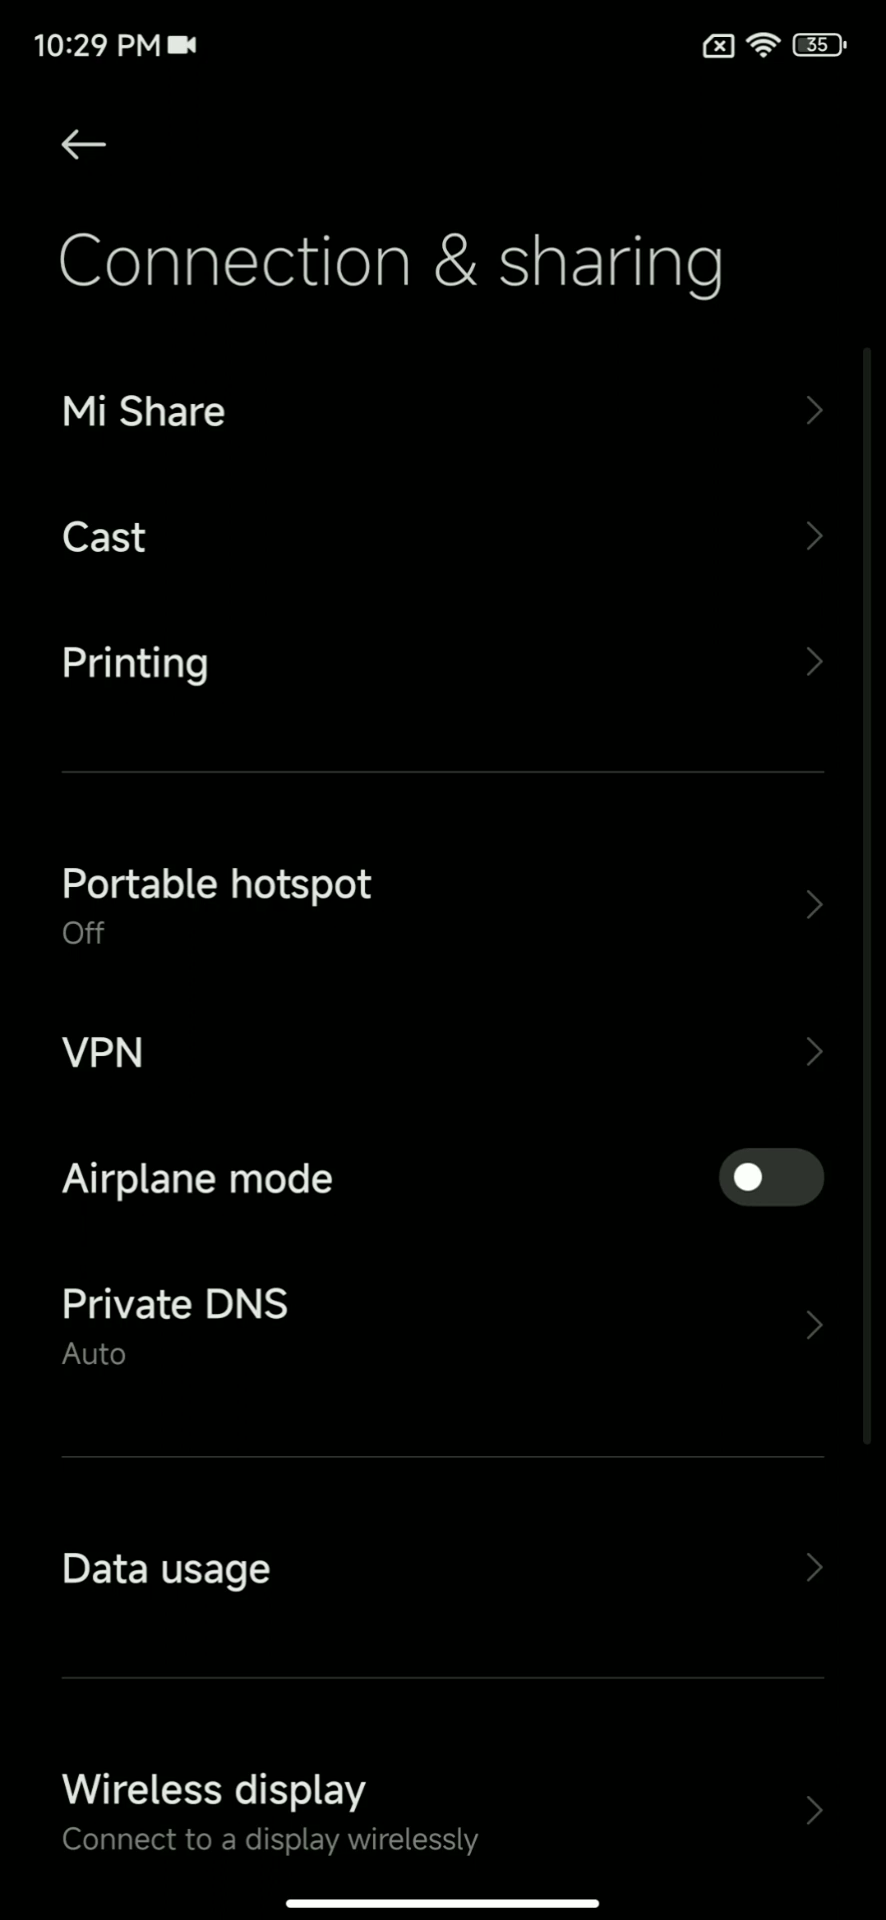 10:29 PM
35
Connection & sharing
Mi Share
Cast
Printing
Portable hotspot
Off
VPN
Airplane mode
Private DNS
Auto
Data usage
Wireless display
Connect to a display wirelessly